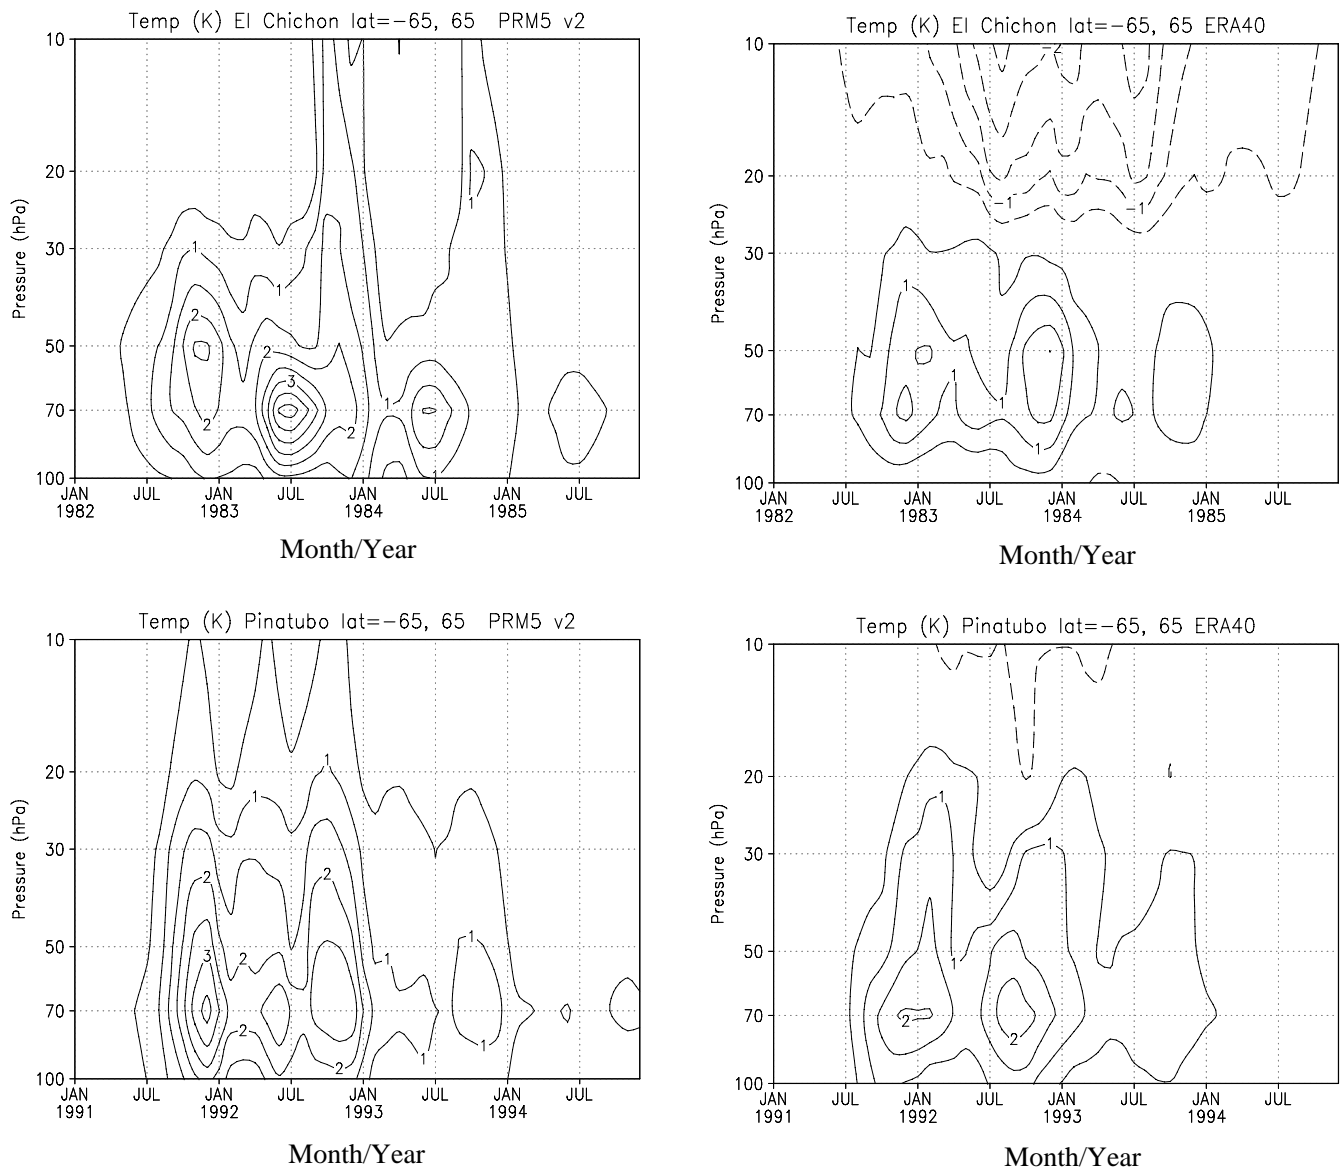 Temp (K) El Chichon lat=−65, 65 PRM5 v2
10
20
30
50
70
100
Pressure (hPa)
1
2
1
2
3
2
2
1
1
1
JAN
1982
JUL
JAN
1983
JUL
JAN
1984
JUL
JAN
1985
JUL
Month/Year
Temp (K) El Chichon lat=−65, 65 ERA40
10
20
30
50
70
100
Pressure (hPa)
−2
−1
−1
1
1
1
1
JAN
1982
JUL
JAN
1983
JUL
JAN
1984
JUL
JAN
1985
JUL
Month/Year
Temp (K) Pinatubo lat=−65, 65 PRM5 v2
10
20
30
50
70
100
Pressure (hPa)
1
1
2
2
3
2
1
1
2
2
1
1
JAN
1991
JUL
JAN
1992
JUL
JAN
1993
JUL
JAN
1994
JUL
Month/Year
Temp (K) Pinatubo lat=−65, 65 ERA40
10
20
30
50
70
100
Pressure (hPa)
1
1
1
2
2
JAN
1991
JUL
JAN
1992
JUL
JAN
1993
JUL
JAN
1994
JUL
Month/Year